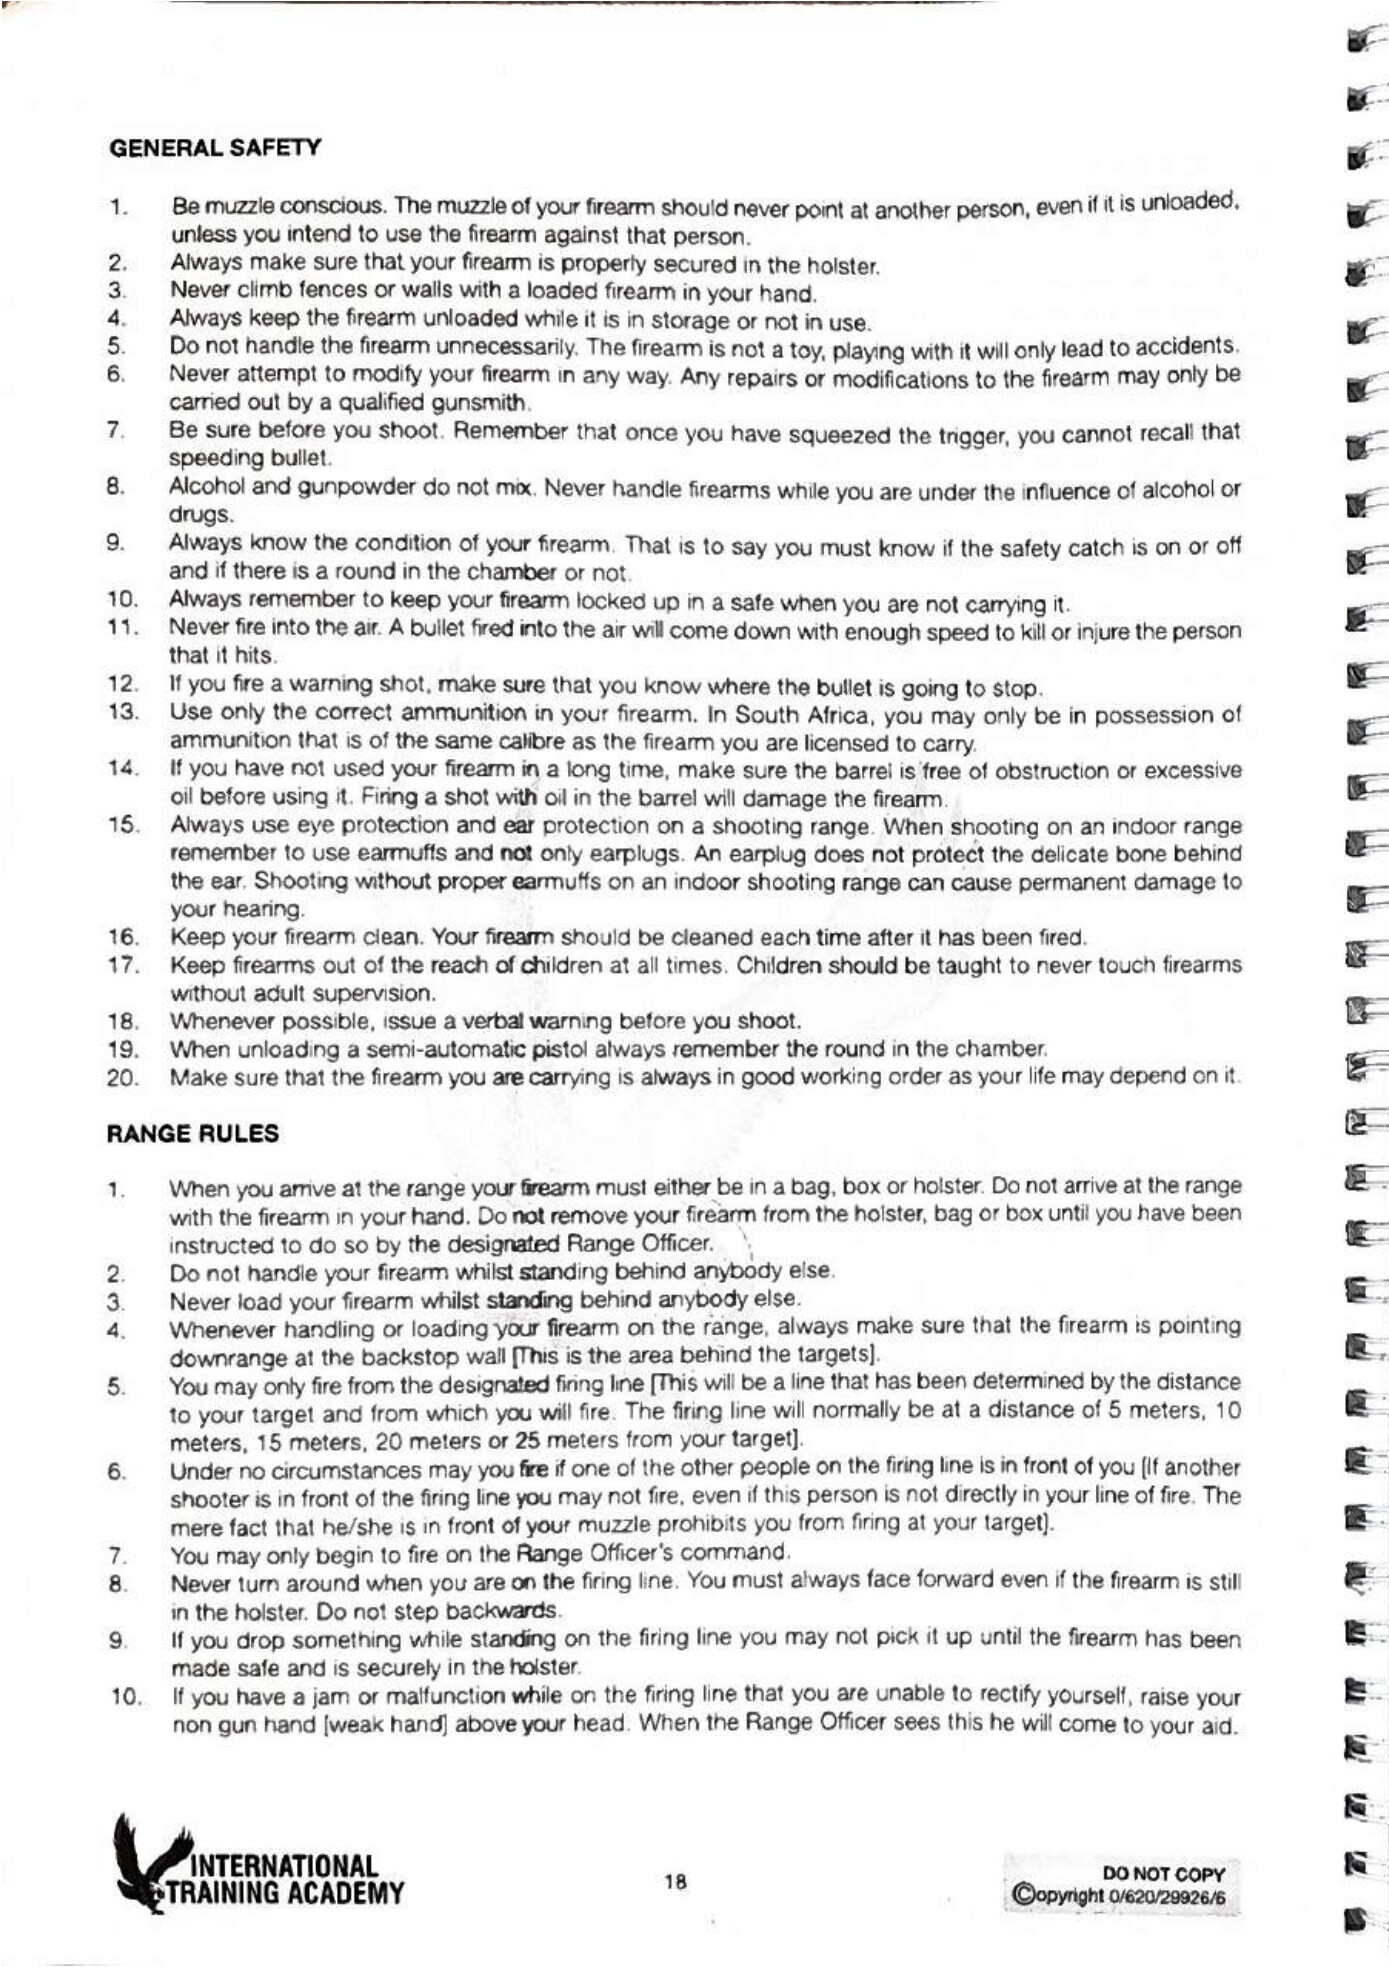 GENERAL SAFETY
1. Be muzzle conscious. The muzzle of your firearm should never point at another person, even if it is unloaded,
unless you intend to use the firearm against that person.
2. Always make sure that your firearm is properly secured in the holster.
3. Never climb fences or walls with a loaded firearm in your hand.
4. Always keep the firearm unloaded while it is in storage or not in use.
5. Do not handle the firearm unnecessarily. The firearm is not a toy, playing with it will only lead to accidents.
6. Never attempt to modify your firearm in any way. Any repairs or modifications to the firearm may only be
carried out by a qualified gunsmith.
7. Be sure before you shoot. Remember that once you have squeezed the trigger, you cannot recall that
speeding bullet.
8. Alcohol and gunpowder do not mix. Never handle firearms while you are under the influence of alcohol or
drugs.
9. Always know the condition of your firearm. That is to say you must know if the safety catch is on or off
and if there is a round in the chamber or not.
10. Always remember to keep your firearm locked up in a safe when you are not carrying it.
11. Never fire into the air. A bullet fired into the air will come down with enough speed to kill or injure the person
that it hits.
12. If you fire a warning shot, make sure that you know where the bullet is going to stop.
13. Use only the correct ammunition in your firearm. In South Africa, you may only be in possession of
ammunition that is of the same calibre as the firearm you are licensed to carry.
14. If you have not used your firearm in a long time, make sure the barrel is free of obstruction or excessive
oil before using it. Firing a shot with oil in the barrel will damage the firearm.
15. Always use eye protection and ear protection on a shooting range. When shooting on an indoor range
remember to use earmuffs and not only earplugs. An earplug does not protect the delicate bone behind
the ear. Shooting without proper earmuffs on an indoor shooting range can cause permanent damage to
your hearing.
16. Keep your firearm clean. Your firearm should be cleaned each time after it has been fired.
17. Keep firearms out of the reach of children at all times. Children should be taught to never touch firearms
without adult supervision.
18. Whenever possible, issue a verbal warning before you shoot.
19. When unloading a semi-automatic pistol always remember the round in the chamber.
20. Make sure that the firearm you are carrying is always in good working order as your life may depend on it.
RANGE RULES
1. When you arrive at the range your firearm must either be in a bag, box or holster. Do not arrive at the range
with the firearm in your hand. Do not remove your firearm from the holster, bag or box until you have been
instructed to do so by the designated Range Officer.
2. Do not handle your firearm whilst standing behind anybody else.
3. Never load your firearm whilst standing behind anybody else.
4. Whenever handling or loading your firearm on the range, always make sure that the firearm is pointing
downrange at the backstop wall [This is the area behind the targets].
5. You may only fire from the designated firing line [This will be a line that has been determined by the distance
to your target and from which you will fire. The firing line will normally be at a distance of 5 meters, 10
meters, 15 meters, 20 meters or 25 meters from your target].
6. Under no circumstances may you fire if one of the other people on the firing line is in front of you [If another
shooter is in front of the firing line you may not fire, even if this person is not directly in your line of fire. The
mere fact that he/she is in front of your muzzle prohibits you from firing at your target].
7. You may only begin to fire on the Range Officer's command.
8. Never turn around when you are on the firing line. You must always face forward even if the firearm is still
in the holster. Do not step backwards.
9. If you drop something while standing on the firing line you may not pick it up until the firearm has been
made safe and is securely in the holster.
10. If you have a jam or malfunction while on the firing line that you are unable to rectify yourself, raise your
non gun hand [weak hand] above your head. When the Range Officer sees this he will come to your aid.
INTERNATIONAL
TRAINING ACADEMY
18
DO NOT COPY
©opyright 0/620/29926/6